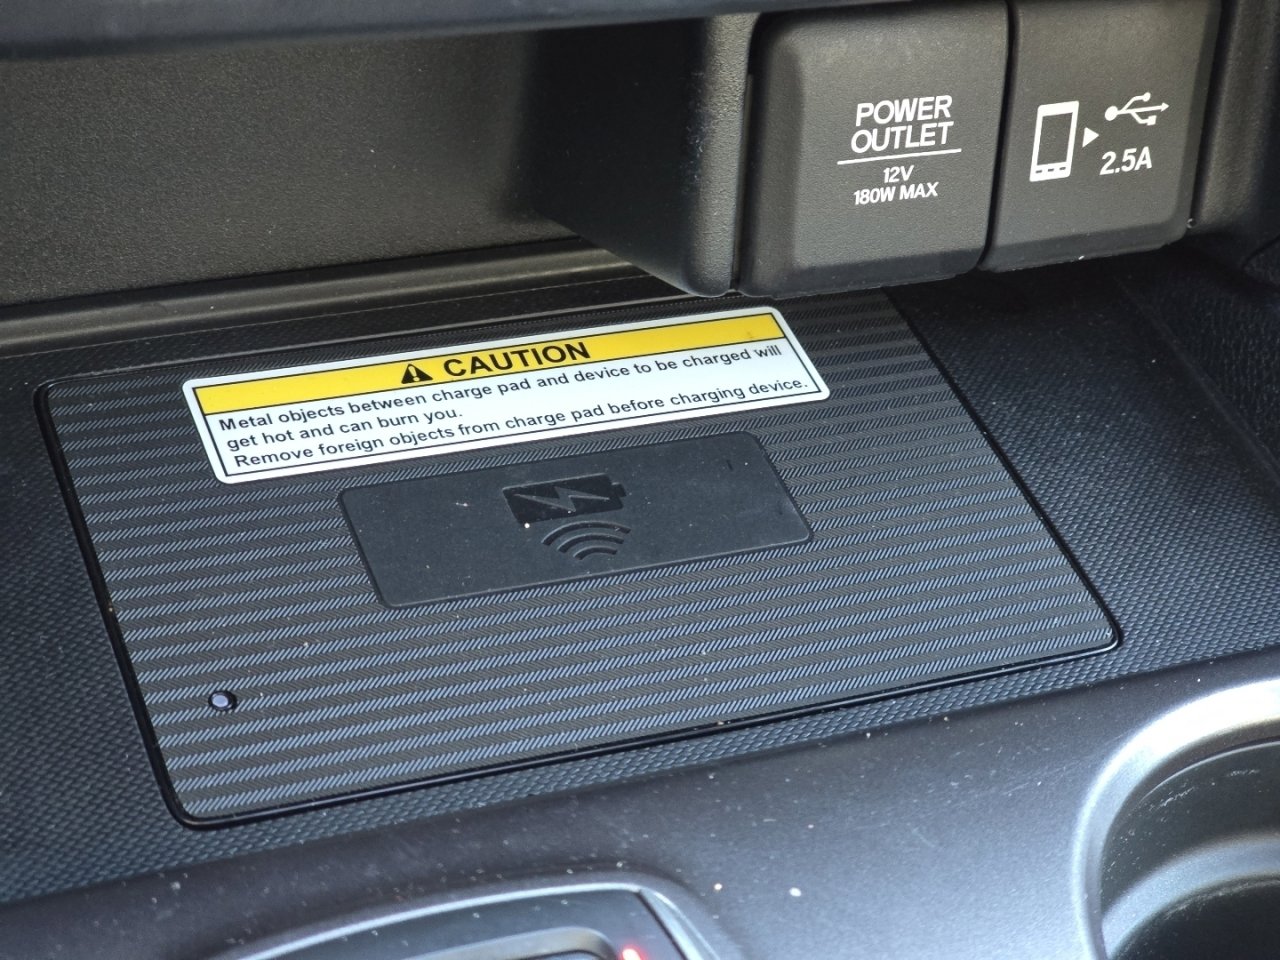 POWER
OUTLET
12V
180W MAX
2.5A
CAUTION
Metal objects between charge pad and device to be charged will
get hot and can burn you.
Remove foreign objects from charge pad before charging device.